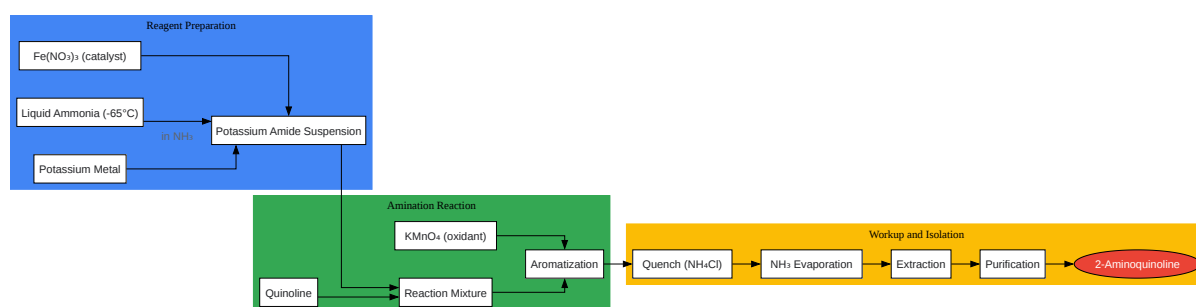 Reagent Preparation
Fe(NO₃)₃ (catalyst)
Liquid Ammonia (-65°C)
in NH₃
Potassium Amide Suspension
Potassium Metal
Amination Reaction
KMnO₄ (oxidant)
Aromatization
Quinoline
Reaction Mixture
Workup and Isolation
Quench (NH₄Cl)
NH₃ Evaporation
Extraction
Purification
2-Aminoquinoline